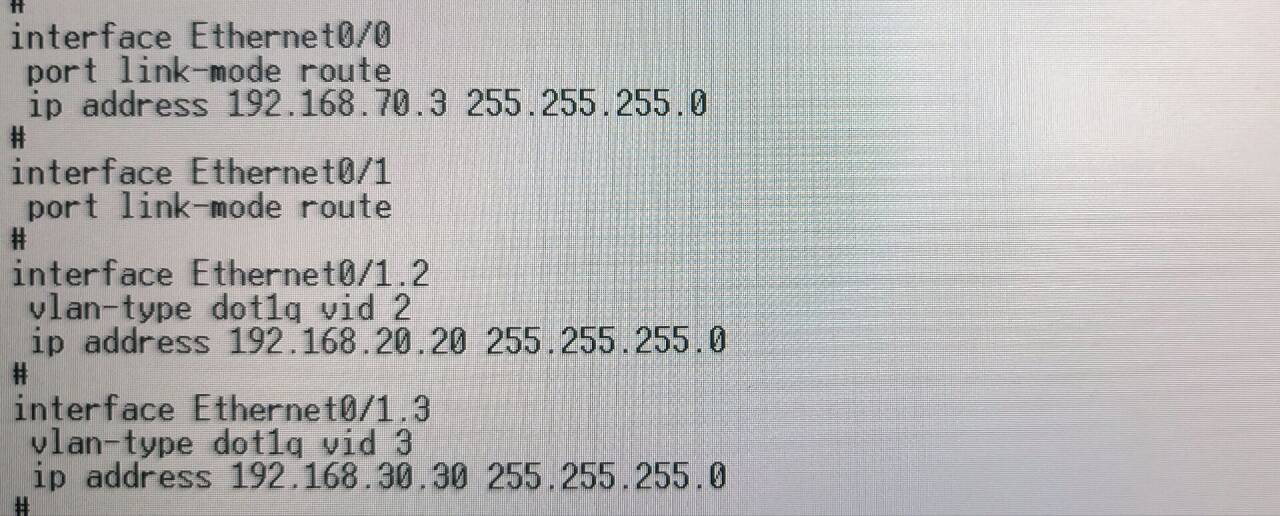 #
interface Ethernet0/0
 port link-mode route
 ip address 192.168.70.3 255.255.255.0
#
interface Ethernet0/1
 port link-mode route
#
interface Ethernet0/1.2
 vlan-type dot1q vid 2
 ip address 192.168.20.20 255.255.255.0
#
interface Ethernet0/1.3
 vlan-type dot1q vid 3
 ip address 192.168.30.30 255.255.255.0
#